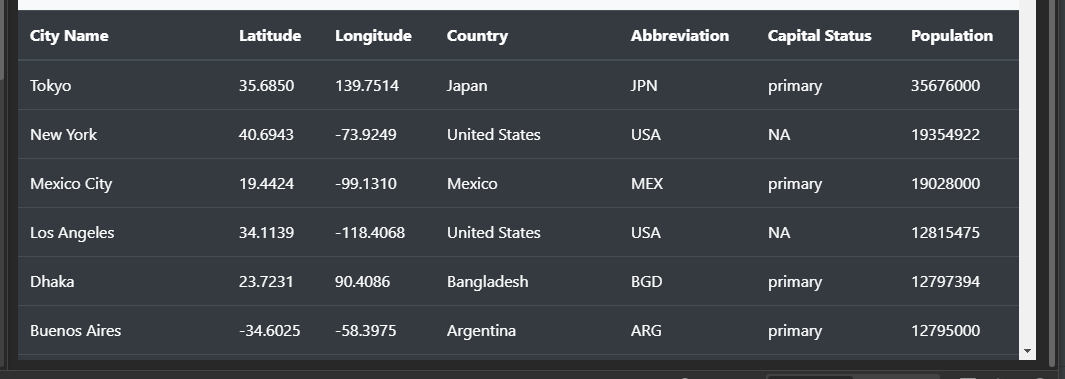 City Name Latitude Longitude Country Abbreviation Capital Status Population
Tokyo 35.6850 139.7514 Japan JPN primary 35676000
New York 40.6943 -73.9249 United States USA NA 19354922
Mexico City 19.4424 -99.1310 Mexico MEX primary 19028000
Los Angeles 34.1139 -118.4068 United States USA NA 12815475
Dhaka 23.7231 90.4086 Bangladesh BGD primary 12797394
Buenos Aires -34.6025 -58.3975 Argentina ARG primary 12795000